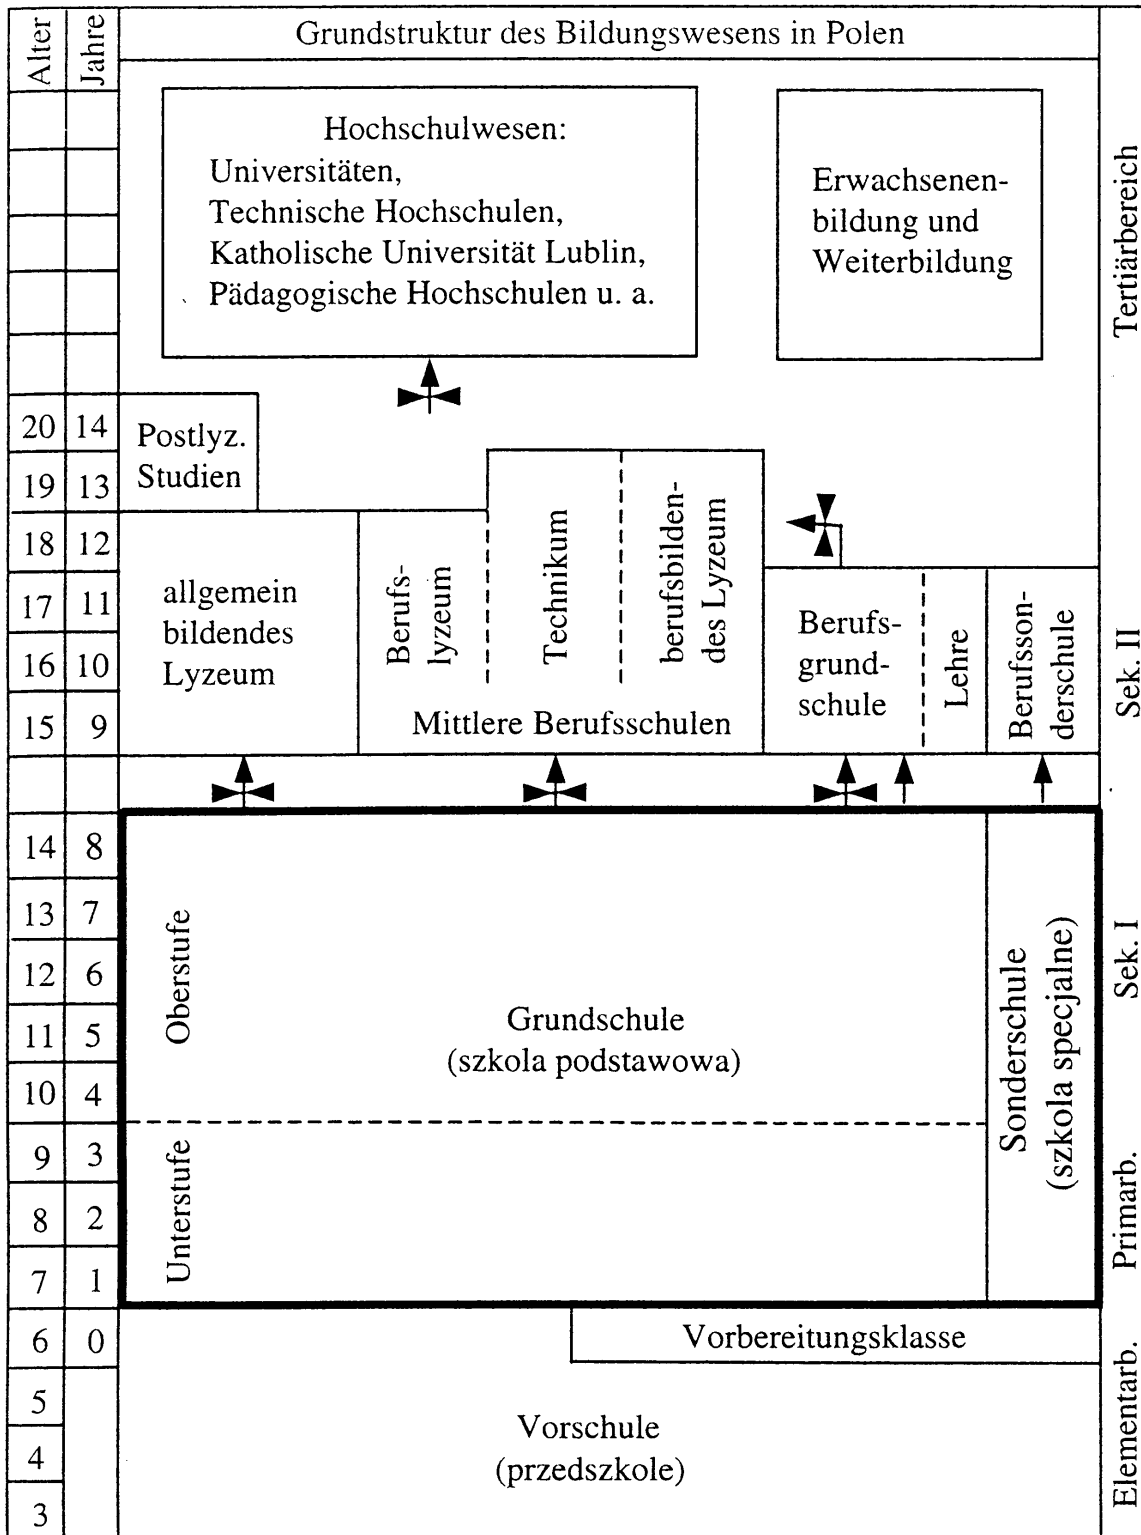 Alter
Jahre
Grundstruktur des Bildungswesens in Polen
Hochschulwesen:
Universitäten,
Technische Hochschulen,
Katholische Universität Lublin,
Pädagogische Hochschulen u. a.
Erwachsenen-
bildung und
Weiterbildung
Tertiärbereich
20 14
19 13
18 12
17 11
16 10
15 9
Postlyz.
Studien
allgemein
bildendes
Lyzeum
Berufs-
lyzeum
Technikum
berufsbilden-
des Lyzeum
Mittlere Berufsschulen
Berufs-
grund-
schule
Lehre
Berufsson-
derschule
Sek. II
14 8
13 7
12 6
11 5
10 4
9 3
8 2
7 1
Oberstufe
Unterstufe
Grundschule
(szkola podstawowa)
Sonderschule
(szkola specjalne)
Sek. I
Primarb.
6 0
5
4
3
Vorbereitungsklasse
Vorschule
(przedszkole)
Elementarb.